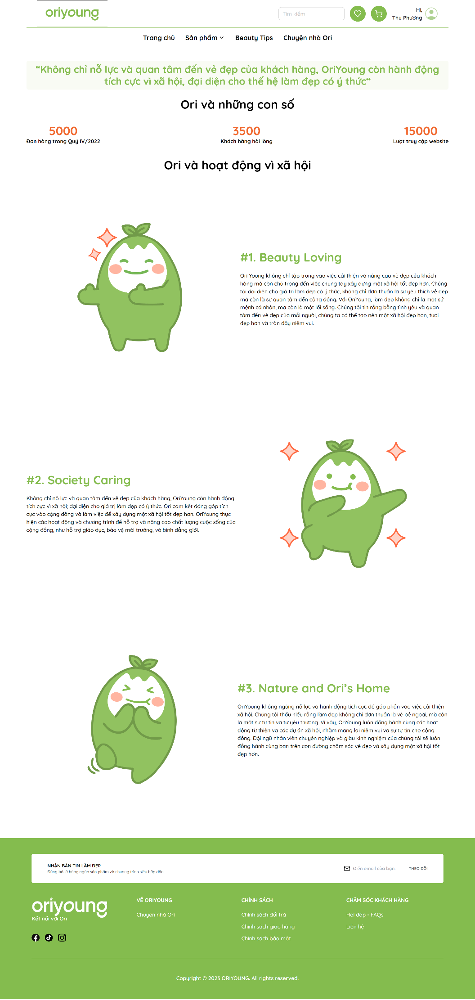 oriyoung
Tìm kiếm
Hi,
Thu Phương
Trang chủ Sản phẩm Beauty Tips Chuyện nhà Ori
“Không chỉ nỗ lực và quan tâm đến vẻ đẹp của khách hàng, OriYoung còn hành động
tích cực vì xã hội, đại diện cho thế hệ làm đẹp có ý thức“
Ori và những con số
5000 3500 15000
Đơn hàng trong Quý IV/2022 Khách hàng hài lòng Lượt truy cập website
Ori và hoạt động vì xã hội
#1. Beauty Loving
Ori Young không chỉ tập trung vào việc cải thiện và nâng cao vẻ đẹp của khách
hàng mà còn chú trọng đến việc chung tay xây dựng một xã hội tốt đẹp hơn. Chúng
tôi đại diện cho giá trị làm đẹp có ý thức, không chỉ đơn thuần là sự yêu thích vẻ đẹp
mà còn là sự quan tâm đến cộng đồng. Với OriYoung, làm đẹp không chỉ là một sứ
mệnh cá nhân, mà còn là một lối sống. Chúng tôi tin rằng bằng tình yêu và quan
tâm đến vẻ đẹp của mỗi người, chúng ta có thể tạo nên một xã hội đẹp hơn, tươi
đẹp hơn và tràn đầy niềm vui.
#2. Society Caring
Không chỉ nỗ lực và quan tâm đến vẻ đẹp của khách hàng, OriYoung còn hành động
tích cực vì xã hội; đại diện cho giá trị làm đẹp có ý thức. Ori cam kết đóng góp tích
cực vào cộng đồng và làm việc để xây dựng một xã hội tốt đẹp hơn. OriYoung thực
hiện các hoạt động và chương trình để hỗ trợ và nâng cao chất lượng cuộc sống của
cộng đồng, như hỗ trợ giáo dục, bảo vệ môi trường, và bình đẳng giới.
#3. Nature and Ori’s Home
OriYoung không ngừng nỗ lực và hành động tích cực để góp phần vào việc cải thiện
xã hội. Chúng tôi thấu hiểu rằng làm đẹp không chỉ đơn thuần là vẻ bề ngoài, mà còn
là một sự tự tin và tự yêu thương. Vì vậy, OriYoung luôn đồng hành cùng các hoạt
động từ thiện và các dự án xã hội, nhằm mang lại niềm vui và sự tự tin cho cộng
đồng. Đội ngũ nhân viên chuyên nghiệp và giàu kinh nghiệm của chúng tôi sẽ luôn
đồng hành cùng bạn trên con đường chăm sóc vẻ đẹp và xây dựng một xã hội tốt
đẹp hơn.
NHẬN BẢN TIN LÀM ĐẸP
Đừng bỏ lỡ hàng ngàn sản phẩm và chương trình siêu hấp dẫn
Điền email của bạn... THEO DÕI
oriyoung
Kết nối với Ori
VỀ ORIYOUNG
Chuyện nhà Ori
CHÍNH SÁCH
Chính sách đổi trả
Chính sách giao hàng
Chính sách bảo mật
CHĂM SÓC KHÁCH HÀNG
Hỏi đáp - FAQs
Liên hệ
Copyright © 2023 ORIYOUNG. All rights reserved.